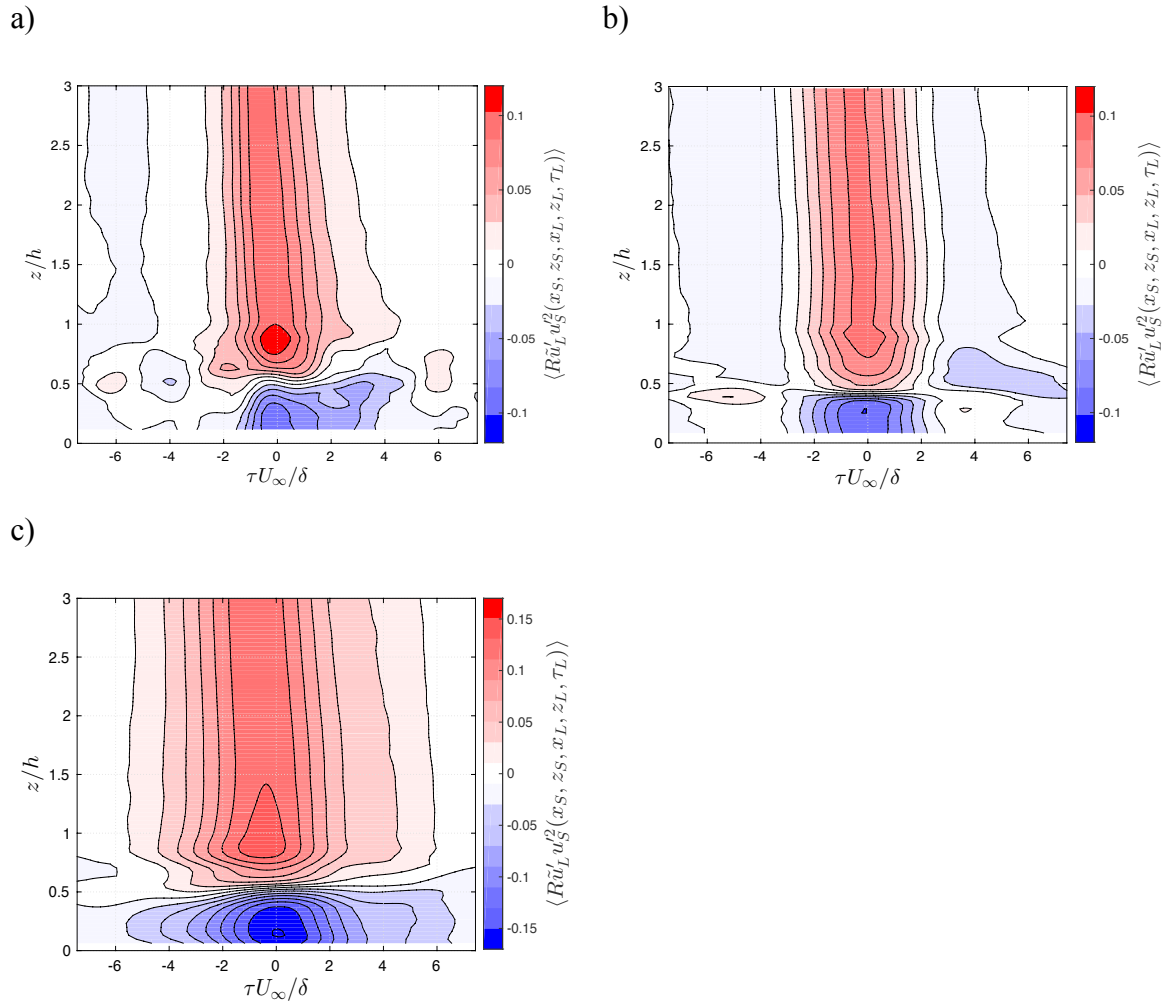 a)
3
2.5
2
1.5
1
0.5
0
z/h
-6 -4 -2 0 2 4 6
τU∞/δ
0.1
0.05
0
-0.05
-0.1
⟨Rũ′_L u′²_S(x_S, z_S, x_L, z_L, τ_L)⟩
b)
3
2.5
2
1.5
1
0.5
0
z/h
-6 -4 -2 0 2 4 6
τU∞/δ
0.1
0.05
0
-0.05
-0.1
⟨Rũ′_L u′²_S(x_S, z_S, x_L, z_L, τ_L)⟩
c)
3
2.5
2
1.5
1
0.5
0
z/h
-6 -4 -2 0 2 4 6
τU∞/δ
0.15
0.1
0.05
0
-0.05
-0.1
-0.15
⟨Rũ′_L u′²_S(x_S, z_S, x_L, z_L, τ_L)⟩